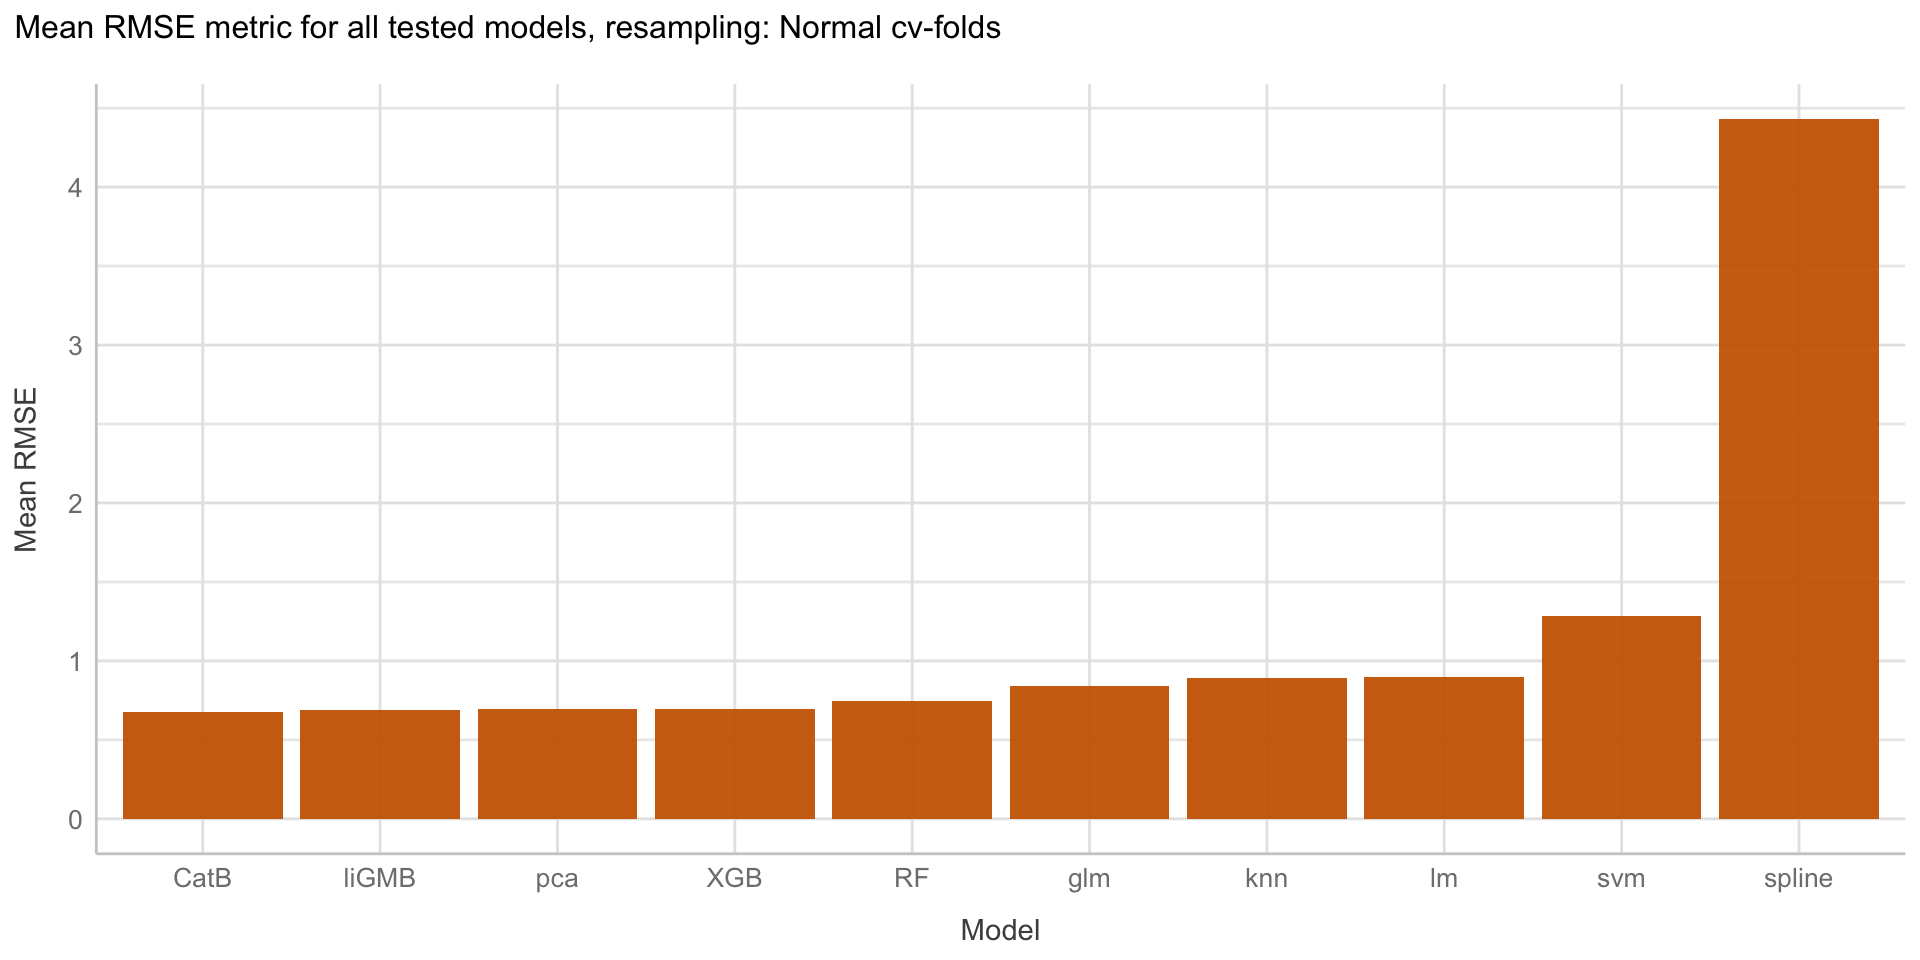 Mean RMSE metric for all tested models, resampling: Normal cv-folds
Mean RMSE
4
3
2
1
0
CatB liGMB pca XGB RF glm knn lm svm spline
Model